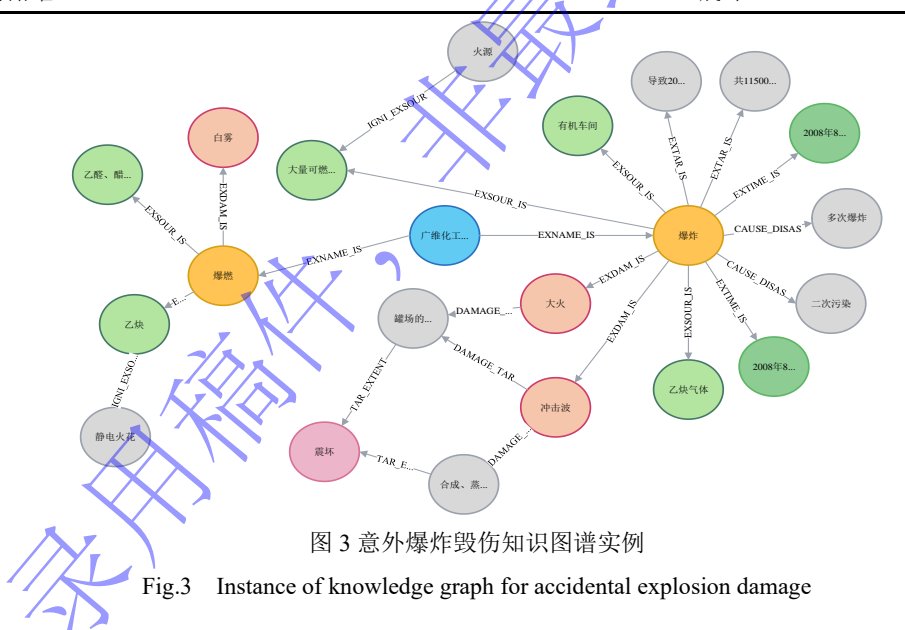 火源
导致20...
共11500...
IGNI_EXSOUR
白雾
有机车间
2008年8...
EXTAR_IS
EXTAR_IS
乙醛、醋...
大量可燃...
EXSOUR_IS
EXTIME_IS
EXDAM_IS
EXSOUR_IS
EXSOUR_IS
多次爆炸
CAUSE_DISAS
广维化工...
EXNAME_IS
爆炸
EXNAME_IS
爆燃
EXDAM_IS
CAUSE_DISAS
二次污染
E...
大火
EXTIME_IS
DAMAGE_...
罐场的...
乙炔
EXDAM_IS
EXSOUR_IS
DAMAGE_TAR
2008年8...
IGNI_EXSO...
TAR_EXTENT
乙炔气体
冲击波
静电火花
震坏
DAMAGE_...
TAR_E...
合成、蒸...
图 3 意外爆炸毁伤知识图谱实例
Fig.3 Instance of knowledge graph for accidental explosion damage
录用稿件，非最